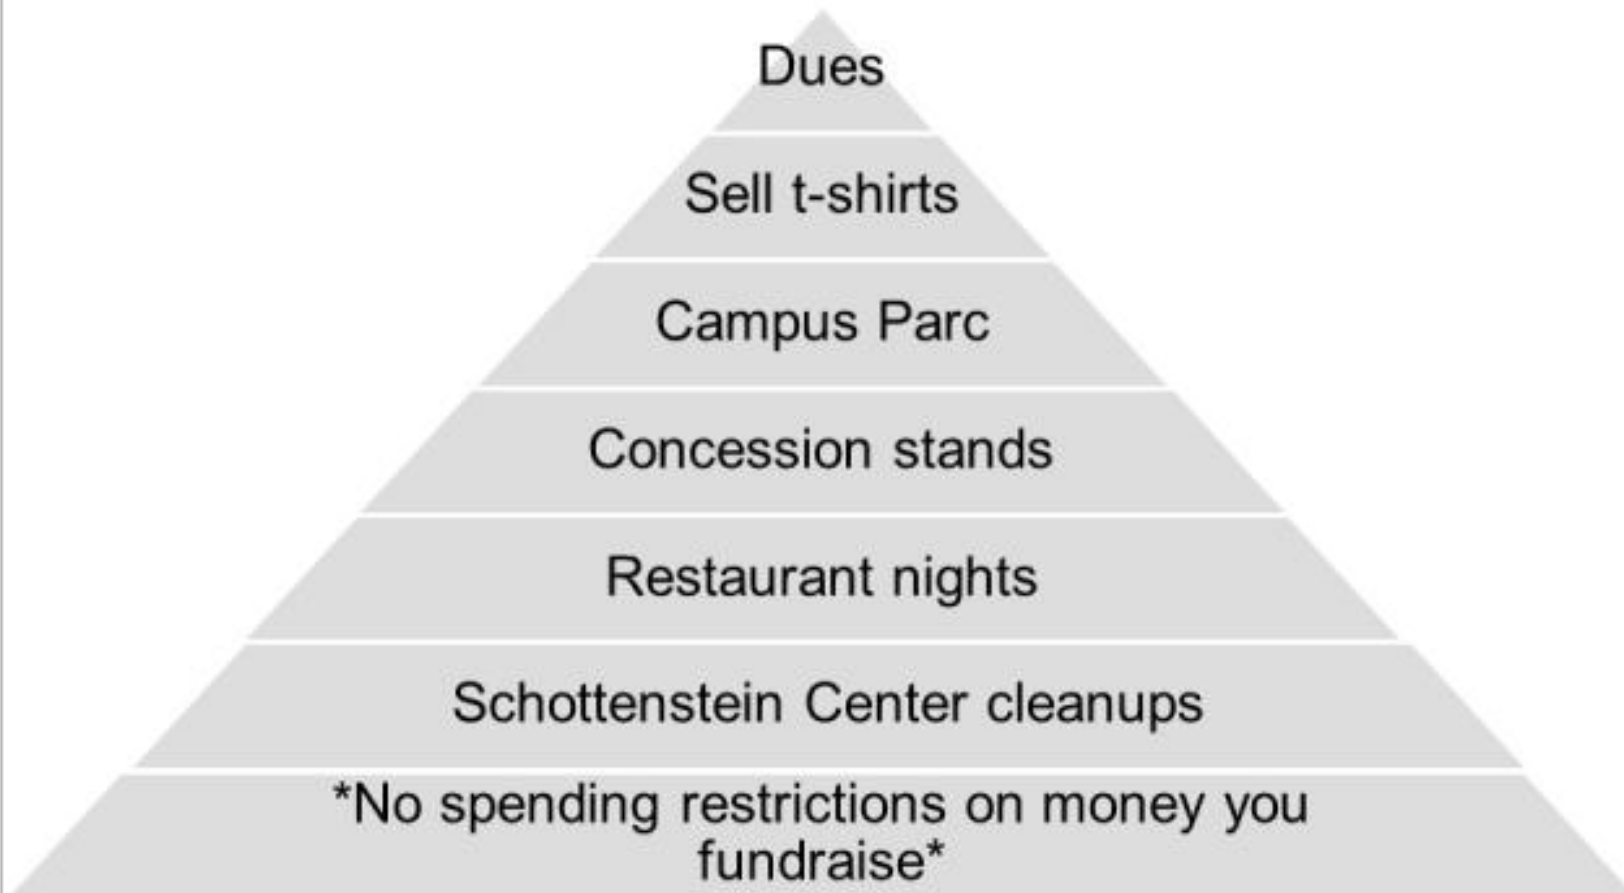 Dues
Sell t-shirts
Campus Parc
Concession stands
Restaurant nights
Schottenstein Center cleanups
*No spending restrictions on money you
fundraise*